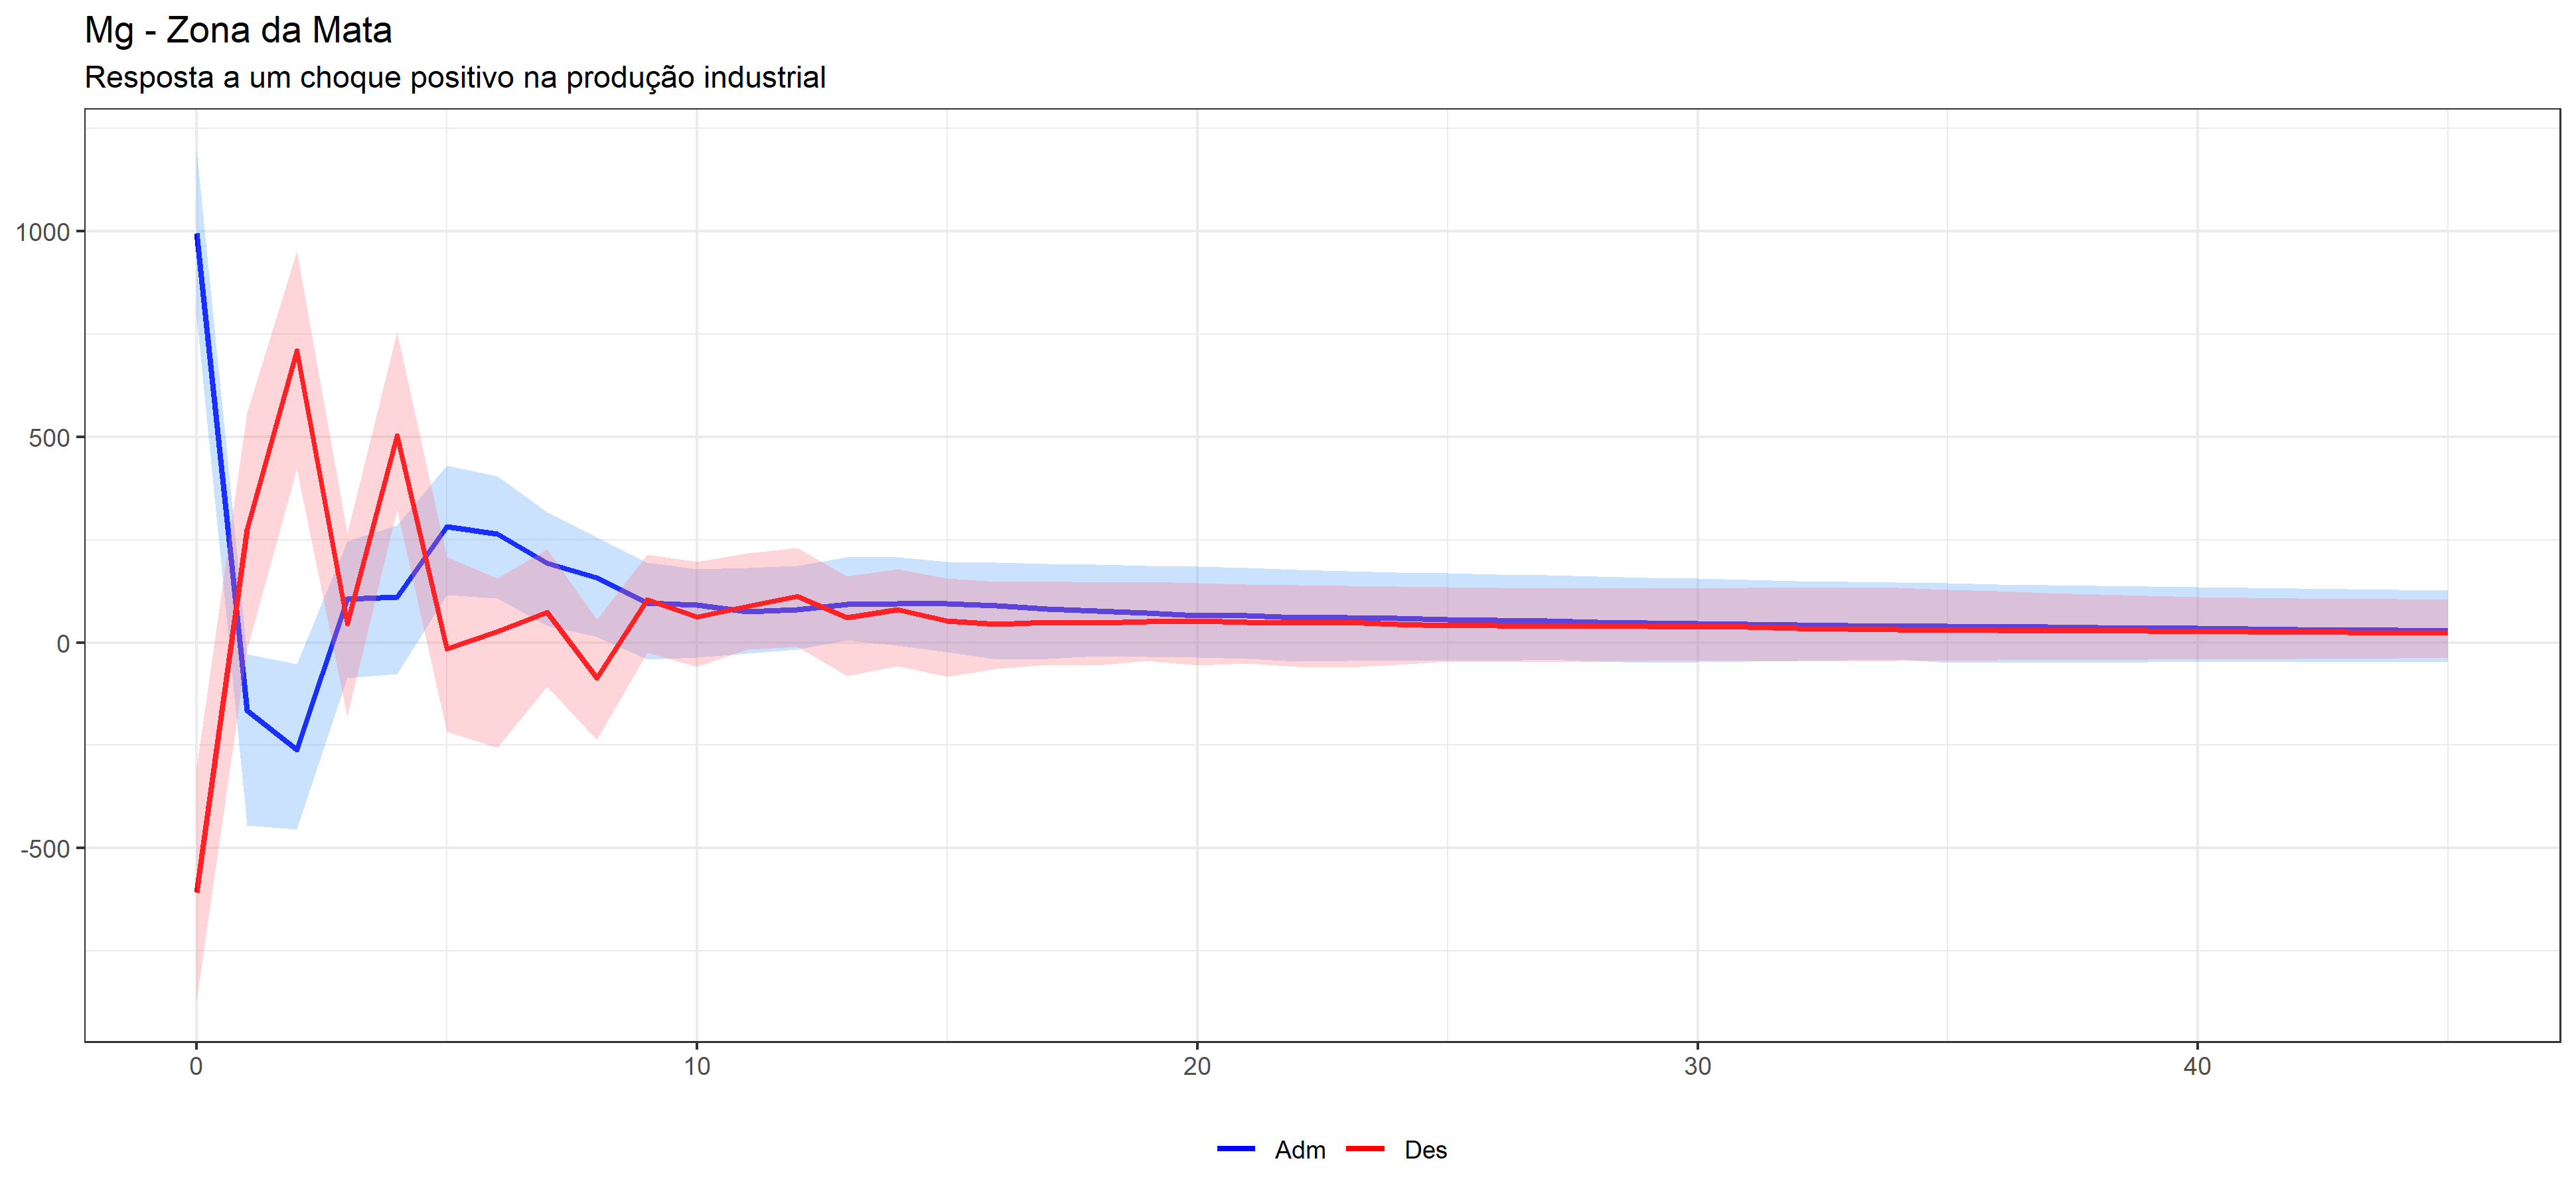 Mg - Zona da Mata
Resposta a um choque positivo na produção industrial
1000
500
0
-500
0 10 20 30 40
Adm Des